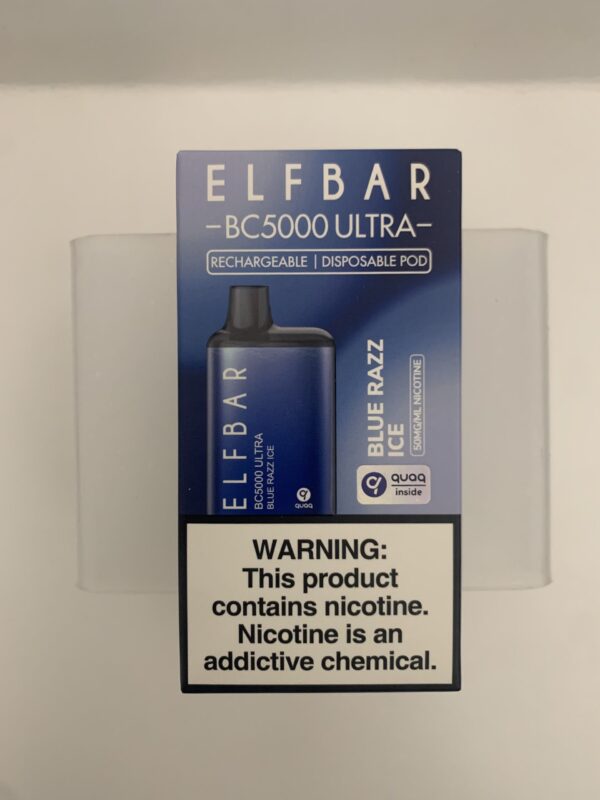 ELFBAR
-BC5000 ULTRA-
RECHARGEABLE | DISPOSABLE POD
ELFBAR
BC5000 ULTRA
BLUE RAZZ ICE
quaq
BLUE RAZZ
ICE
50MG/ML NICOTINE
quaq
inside
WARNING:
This product
contains nicotine.
Nicotine is an
addictive chemical.